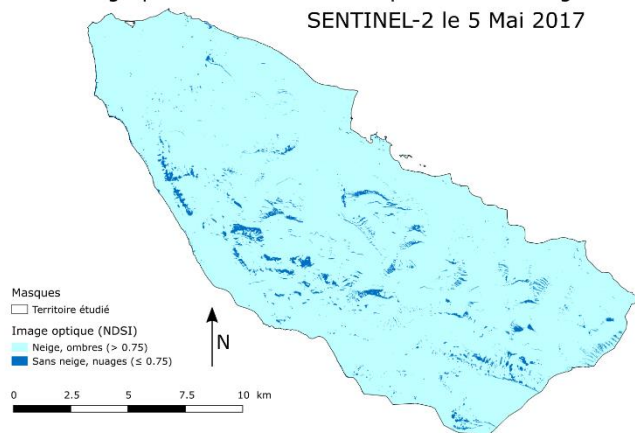 SENTINEL-2 le 5 Mai 2017
Masques
Territoire étudié
Image optique (NDSI)
Neige, ombres (> 0.75)
Sans neige, nuages (≤ 0.75)
N
0 2.5 5 7.5 10 km